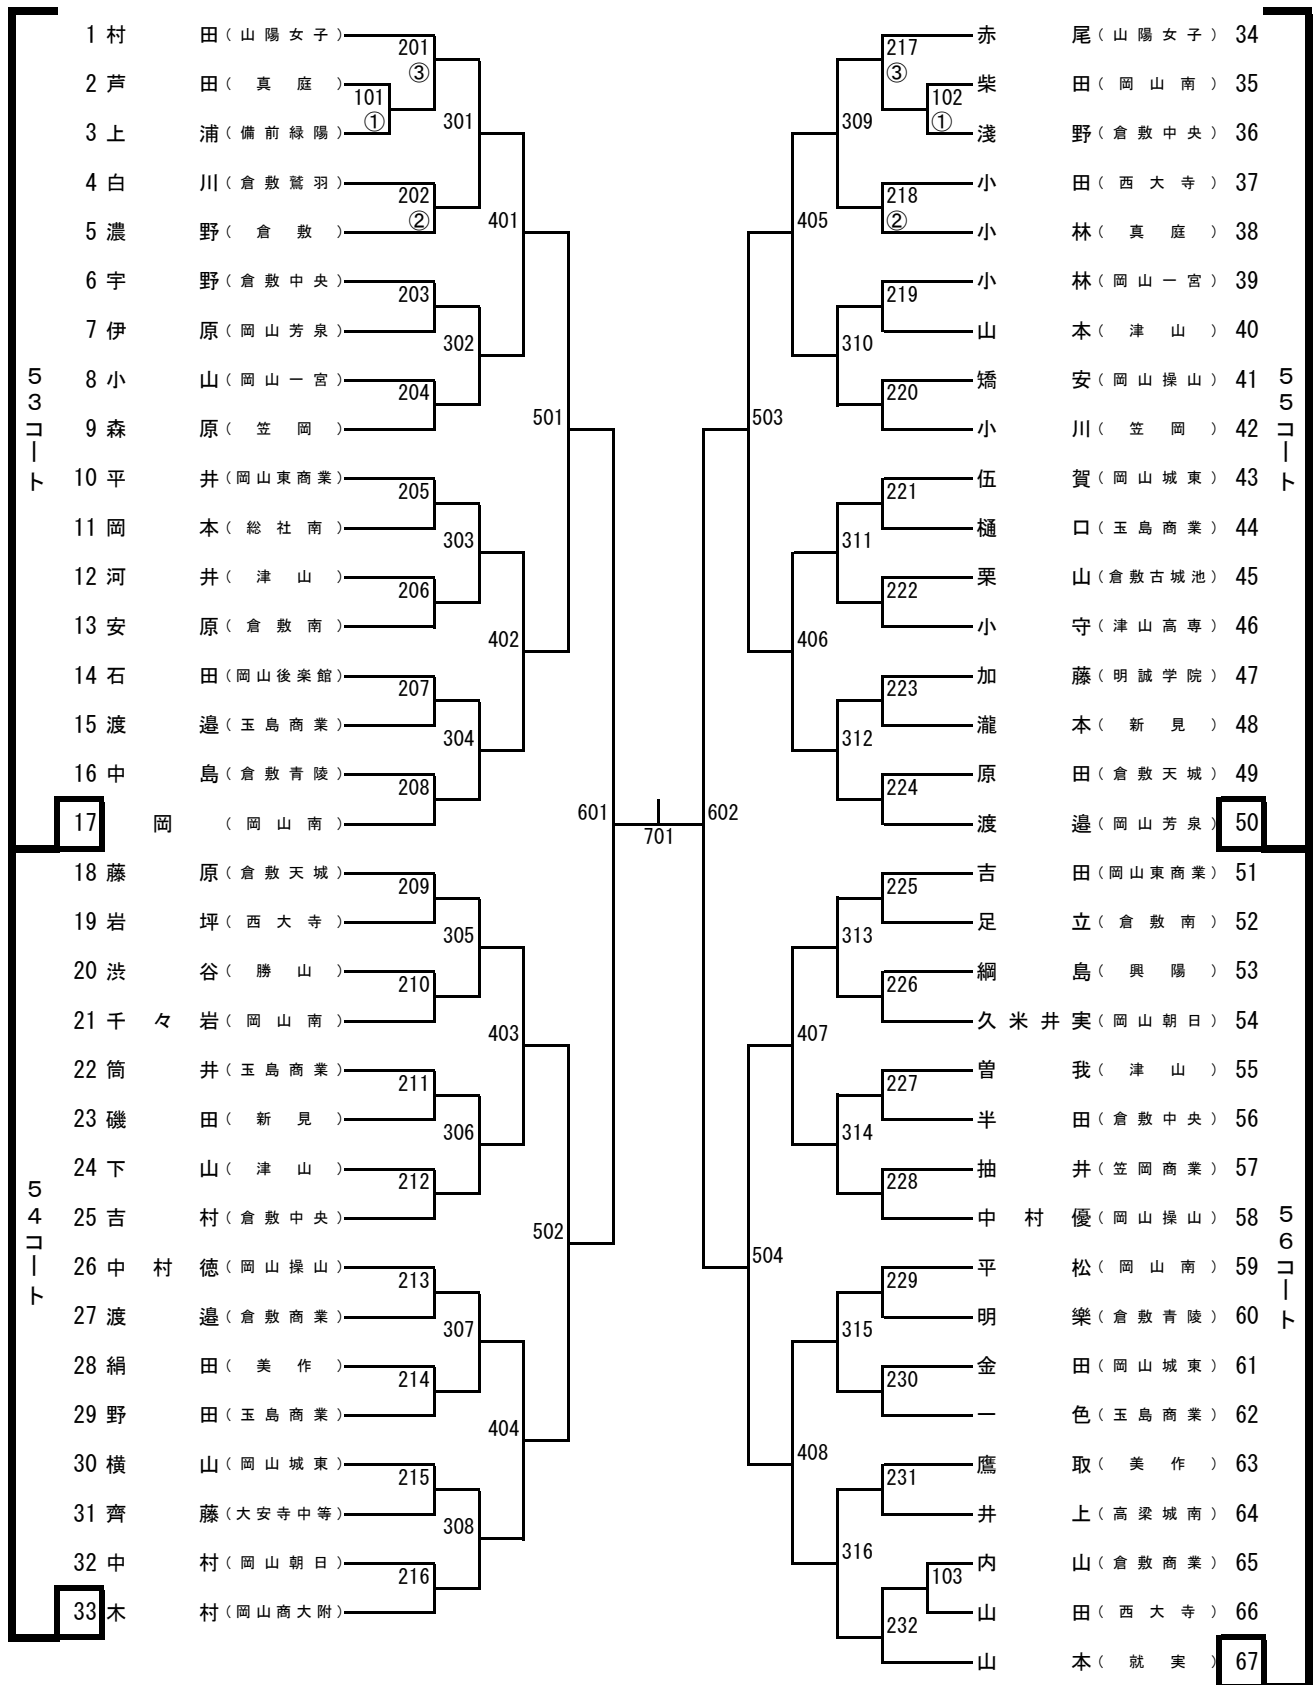 1 村田（山陽女子）
2 芦田（真庭）
3 上浦（備前緑陽）
4 白川（倉敷鷲羽）
5 濃野（倉敷）
6 宇野（倉敷中央）
7 伊原（岡山芳泉）
8 小山（岡山一宮）
9 森原（笠岡）
10 平井（岡山東商業）
11 岡本（総社南）
12 河井（津山）
13 安原（倉敷南）
14 石田（岡山後楽館）
15 渡邉（玉島商業）
16 中島（倉敷青陵）
17 岡（岡山南）
53コート
18 藤原（倉敷天城）
19 岩坪（西大寺）
20 渋谷（勝山）
21 千々岩（岡山南）
22 筒井（玉島商業）
23 磯田（新見）
24 下山（津山）
25 吉村（倉敷中央）
26 中村徳（岡山操山）
27 渡邉（倉敷商業）
28 絹田（美作）
29 野田（玉島商業）
30 横山（岡山城東）
31 齊藤（大安寺中等）
32 中村（岡山朝日）
33 木村（岡山商大附）
54コート
101
①
201
③
202
②
203
204
205
206
207
208
209
210
211
212
213
214
215
216
301
302
303
304
305
306
307
308
401
402
403
404
501
502
601
701
602
503
504
405
406
407
408
309
310
311
312
313
314
315
316
217
③
218
②
219
220
221
222
223
224
225
226
227
228
229
230
231
232
102
①
103
赤尾（山陽女子）34
柴田（岡山南）35
淺野（倉敷中央）36
小田（西大寺）37
小林（真庭）38
小林（岡山一宮）39
山本（津山）40
矯安（岡山操山）41
小川（笠岡）42
伍賀（岡山城東）43
樋口（玉島商業）44
栗山（倉敷古城池）45
小守（津山高専）46
加藤（明誠学院）47
瀧本（新見）48
原田（倉敷天城）49
渡邉（岡山芳泉）50
55コート
吉田（岡山東商業）51
足立（倉敷南）52
綱島（興陽）53
久米井実（岡山朝日）54
曽我（津山）55
半田（倉敷中央）56
抽井（笠岡商業）57
中村優（岡山操山）58
平松（岡山南）59
明樂（倉敷青陵）60
金田（岡山城東）61
一色（玉島商業）62
鷹取（美作）63
井上（高梁城南）64
内山（倉敷商業）65
山田（西大寺）66
山本（就実）67
56コート